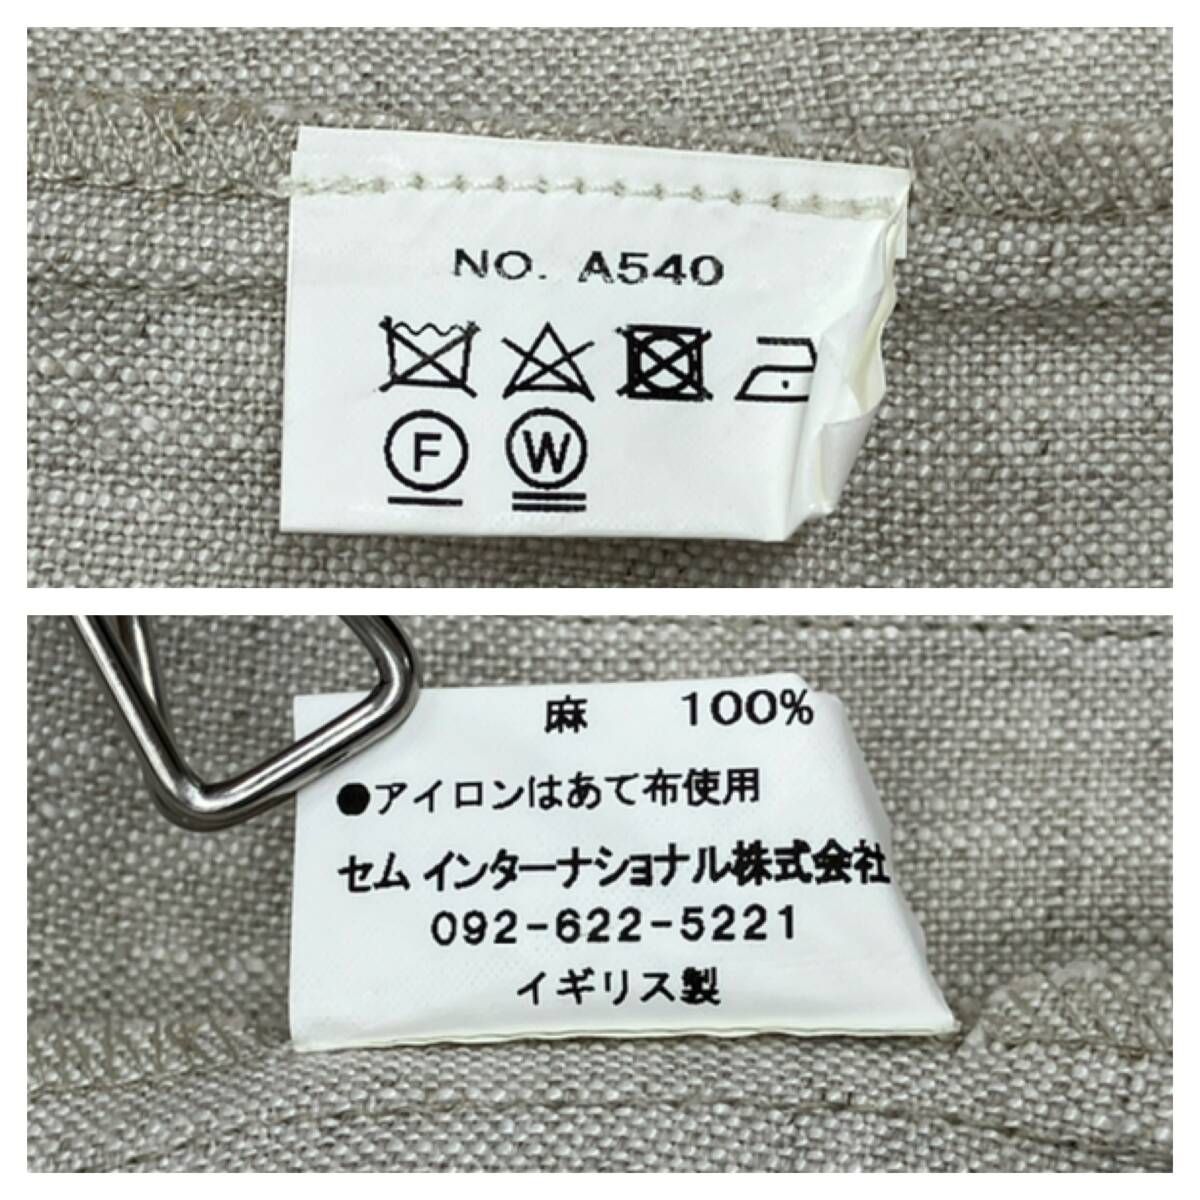 NO. A540
F W
麻 100%
●アイロンはあて布使用
セム インターナショナル株式会社
092-622-5221
イギリス製